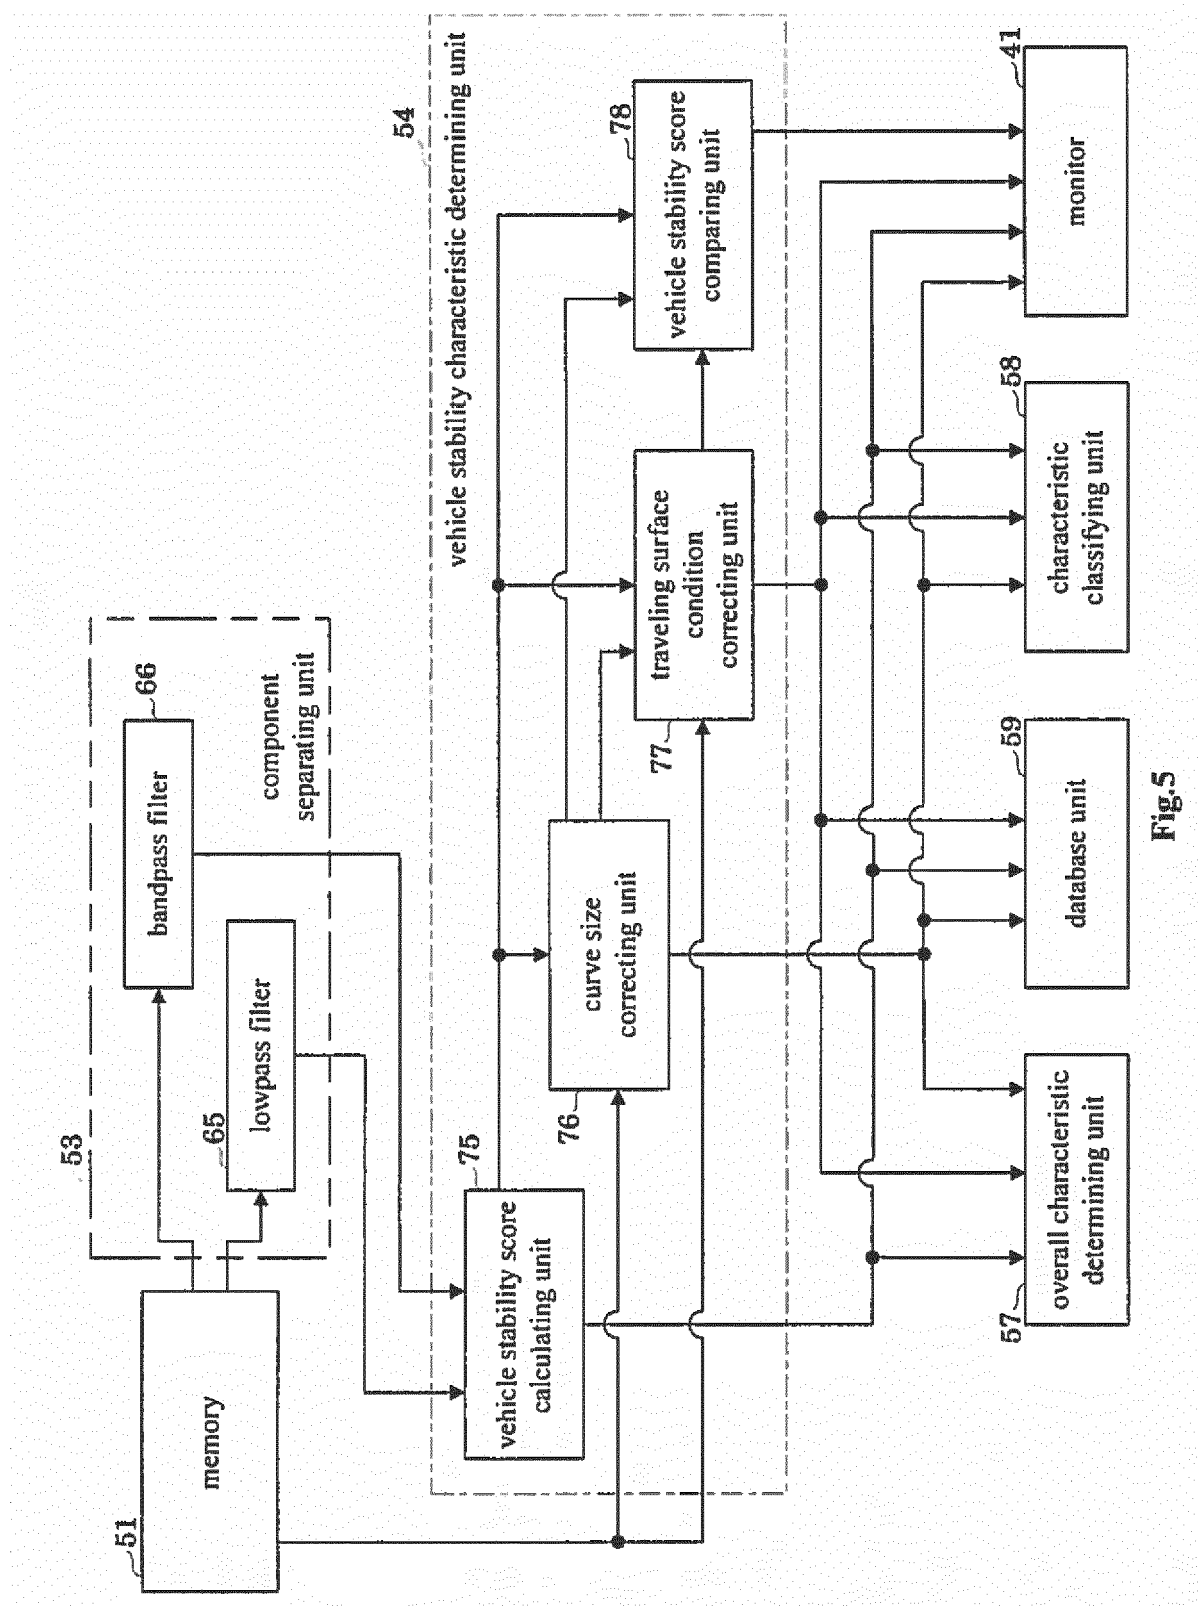 51
memory
53
66
bandpass filter
65
lowpass filter
component
separating unit
54
vehicle stability characteristic determining unit
75
vehicle stability score
calculating unit
76
curve size
correcting unit
77
traveling surface
condition
correcting unit
78
vehicle stability score
comparing unit
57
overall characteristic
determining unit
59
database unit
58
characteristic
classifying unit
41
monitor
Fig.5